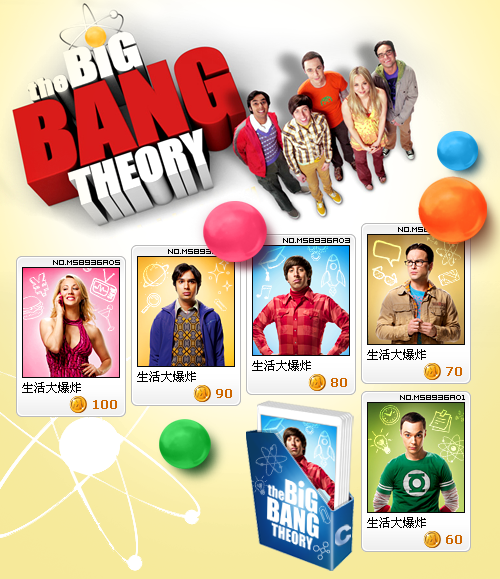 the BIG
BANG
THEORY
NO.MS8936A05
生活大爆炸
100
生活大爆炸
90
NO.MS8936A03
生活大爆炸
80
生活大爆炸
70
NO.MS8936A01
生活大爆炸
60
the BiG
BANG
THEORY
C